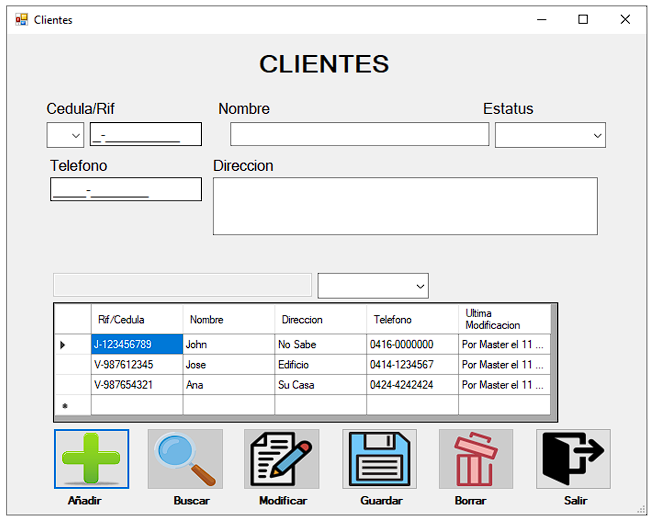 Clientes
CLIENTES
Cedula/Rif Nombre Estatus
_-__________
Telefono Direccion
____-_______
Rif/Cedula Nombre Direccion Telefono Ultima Modificacion
J-123456789 John No Sabe 0416-0000000 Por Master el 11 ...
V-987612345 Jose Edificio 0414-1234567 Por Master el 11 ...
V-987654321 Ana Su Casa 0424-4242424 Por Master el 11 ...
*
Añadir Buscar Modificar Guardar Borrar Salir